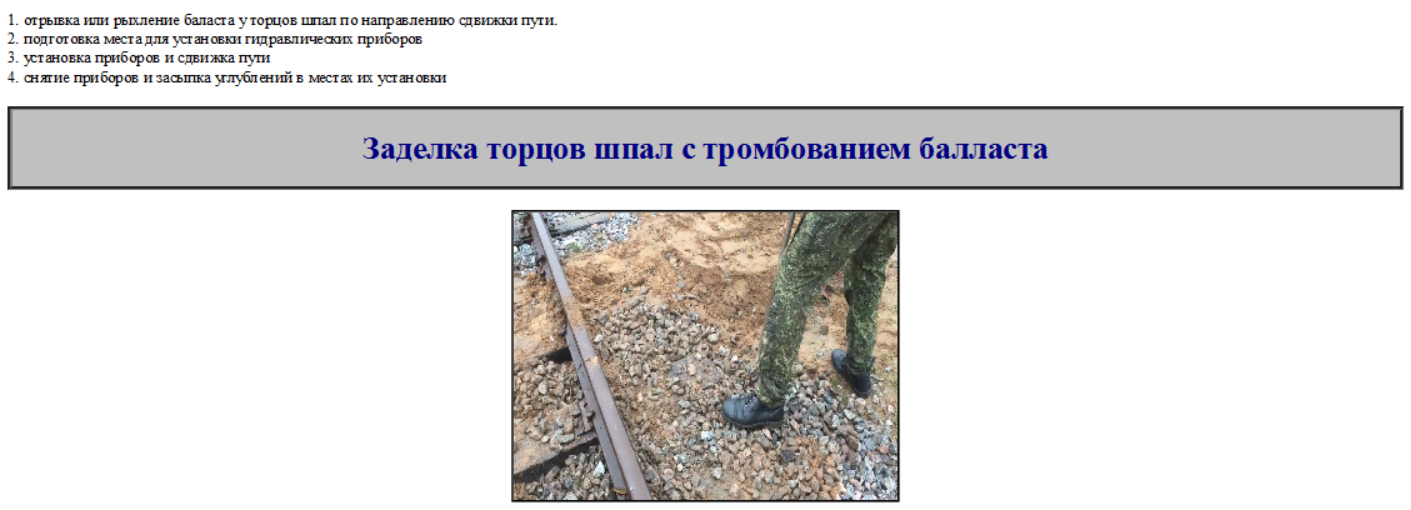 1. отрывка или рыхление баласта у торцов шпал по направлению сдвижки пути.
2. подготовка места для установки гидравлических приборов
3. установка приборов и сдвижка пути
4. снятие приборов и засыпка углублений в местах их установки
Заделка торцов шпал с тромбованием балласта